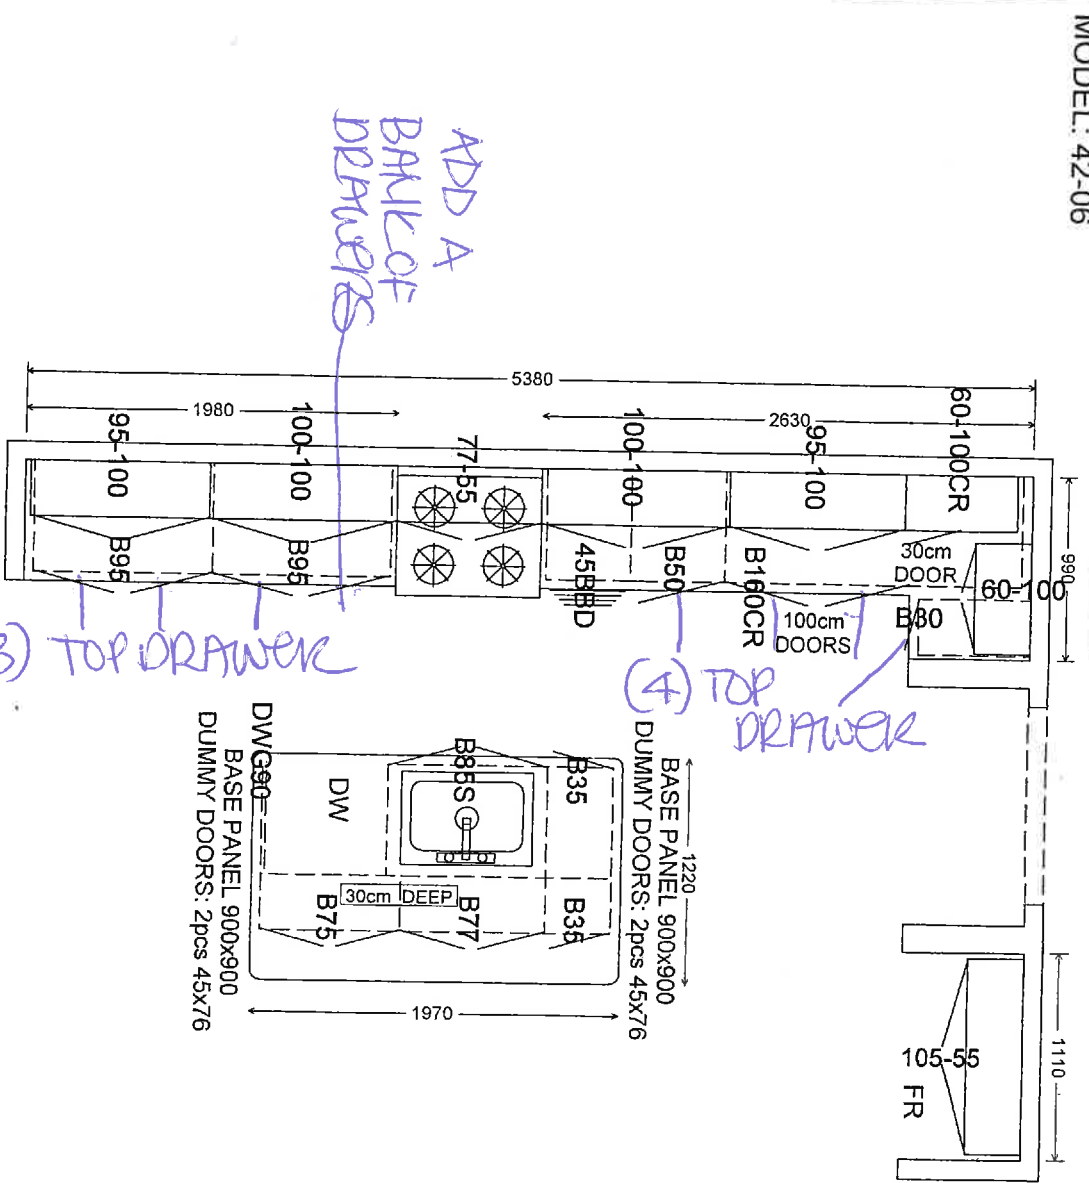 MODEL: 42-06
ADD A
BANK OF
DRAWERS
5380
1980
2630
95-100
100-100
77-55
100-100
95-100
60-100CR
990
B95
B95
45BBD
B50
B160CR
30cm
DOOR
60-100
B30
100cm
DOORS
3) TOP DRAWER
(4) TOP
DRAWER
DWG90
BASE PANEL 900x900
DUMMY DOORS: 2pcs 45x76
DW
B85S
B35
BASE PANEL 900x900
DUMMY DOORS: 2pcs 45x76
1220
30cm DEEP
B75
B77
B35
1970
105-55
FR
1110